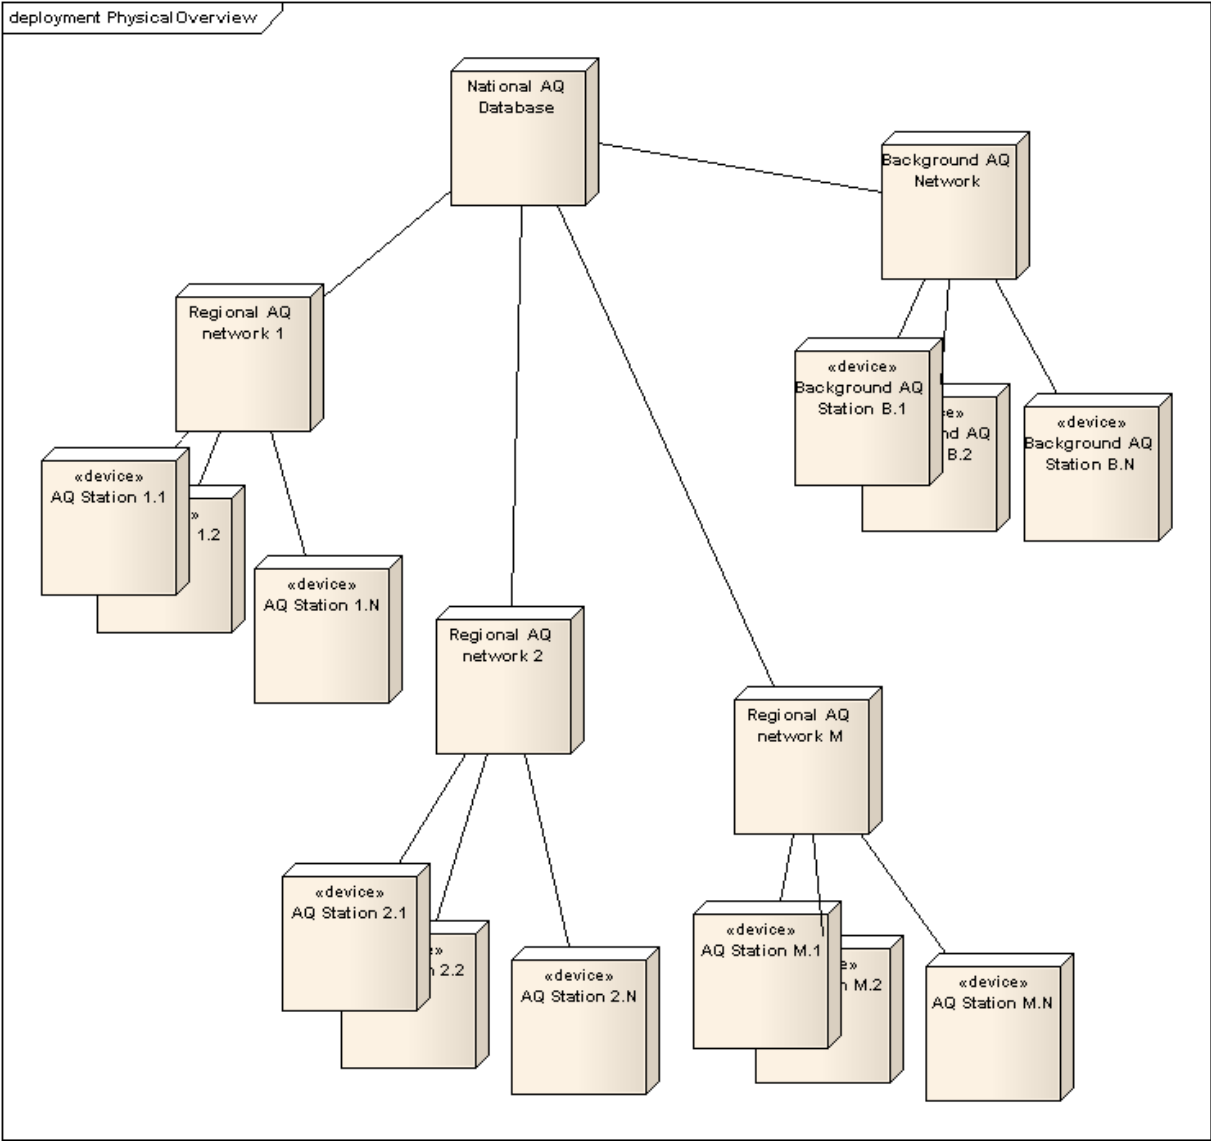 deployment Physical Overview
National AQ
Database
Background AQ
Network
Regional AQ
network 1
«device»
Background AQ
Station B.1
AQ
B.2
«device»
Background AQ
Station B.N
«device»
AQ Station 1.1
»
1.2
«device»
AQ Station 1.N
Regional AQ
network 2
Regional AQ
network M
«device»
AQ Station 2.1
2.2
«device»
AQ Station 2.N
«device»
AQ Station M.1
M.2
«device»
AQ Station M.N